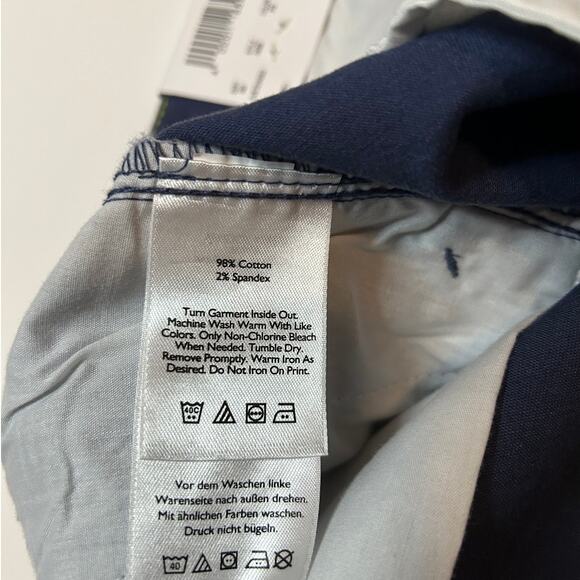 98% Cotton
2% Spandex
Turn Garment Inside Out.
Machine Wash Warm With Like
Colors. Only Non-Chlorine Bleach
When Needed. Tumble Dry.
Remove Promptly. Warm Iron As
Desired. Do Not Iron On Print.
40C
Vor dem Waschen linke
Warenseite nach außen drehen.
Mit ähnlichen Farben waschen.
Druck nicht bügeln.
40